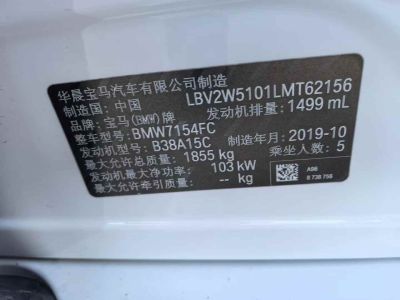 华晨宝马汽车有限公司制造
制造国：中国 LBV2W5101LMT62156
品牌：宝马(BMW)牌 发动机排量：1499 mL
整车型号：BMW7154FC
发动机型号：B38A15C 制造年月：2019-10
最大允许总质量：1855 kg 乘坐人数：5
发动机最大净功率：103 kW
最大允许牵引质量：-- kg
A96
8 738 756